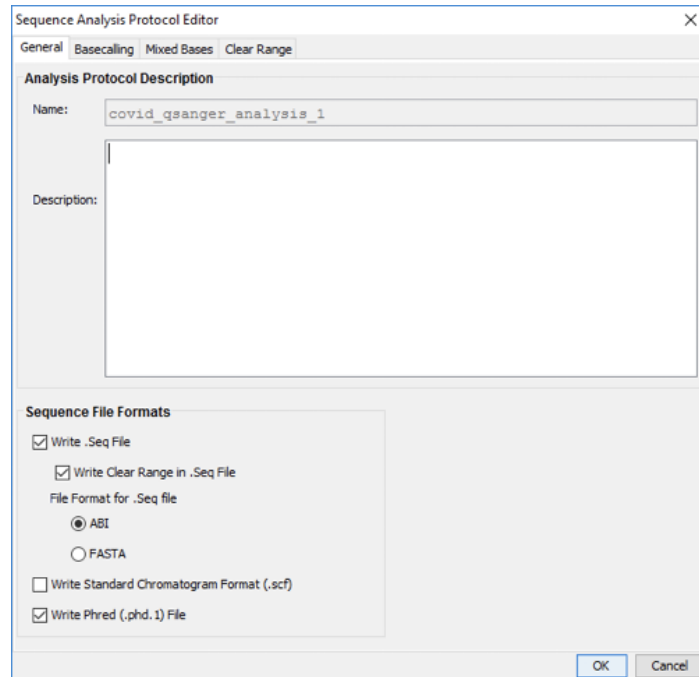 Sequence Analysis Protocol Editor
General Basecalling Mixed Bases Clear Range
Analysis Protocol Description
Name: covid_qsanger_analysis_1
Description:
Sequence File Formats
Write .Seq File
Write Clear Range in .Seq File
File Format for .Seq file
ABI
FASTA
Write Standard Chromatogram Format (.scf)
Write Phred (.phd.1) File
OK Cancel